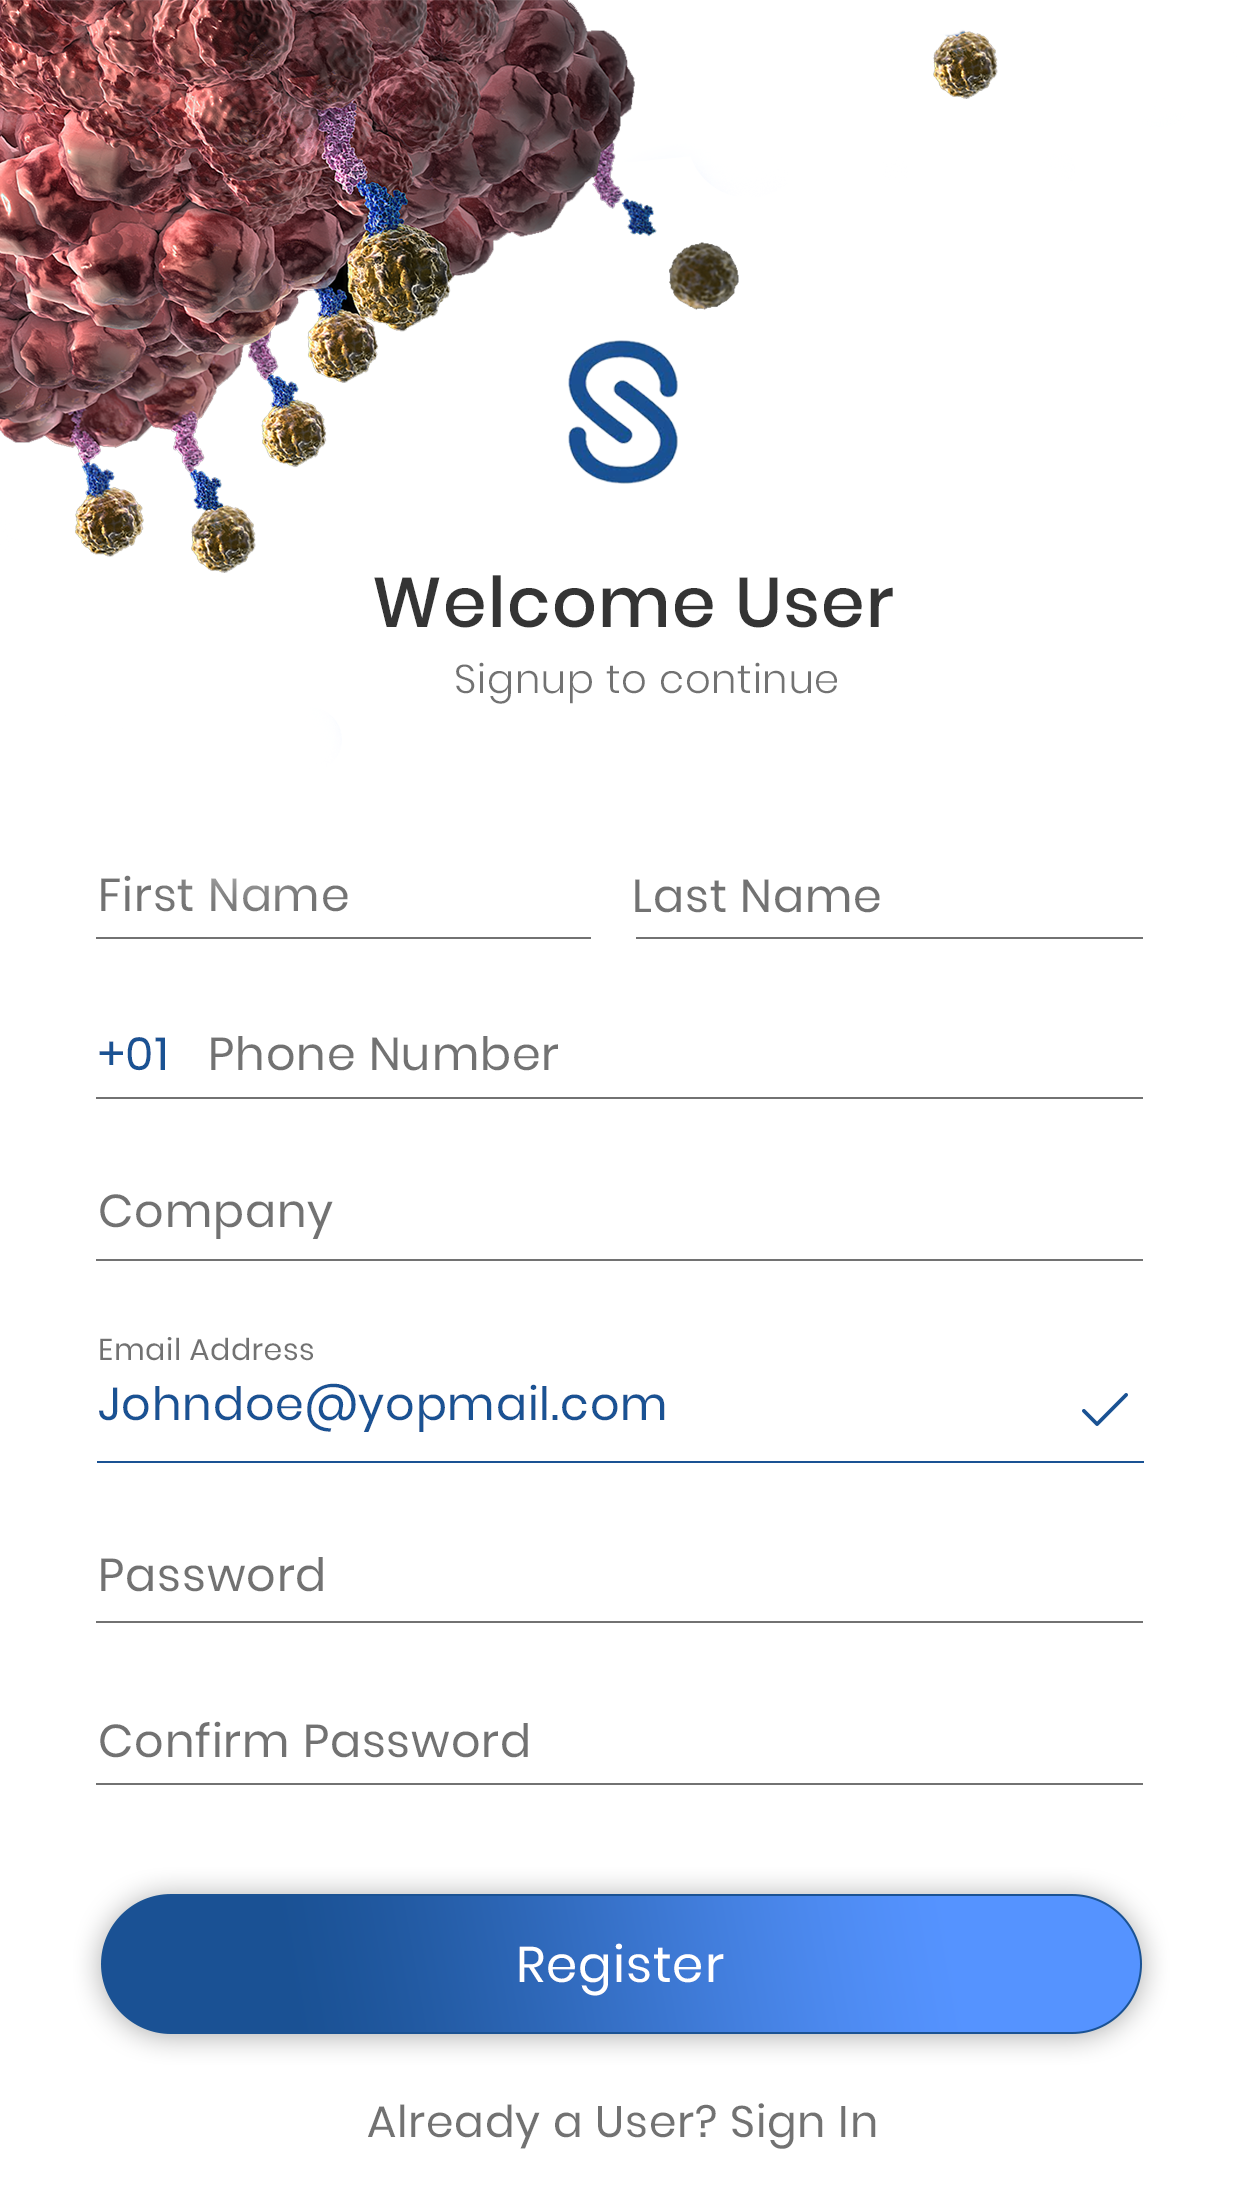 S
Welcome User
Signup to continue
First Name
Last Name
+01 Phone Number
Company
Email Address
Johndoe@yopmail.com
Password
Confirm Password
Register
Already a User? Sign In